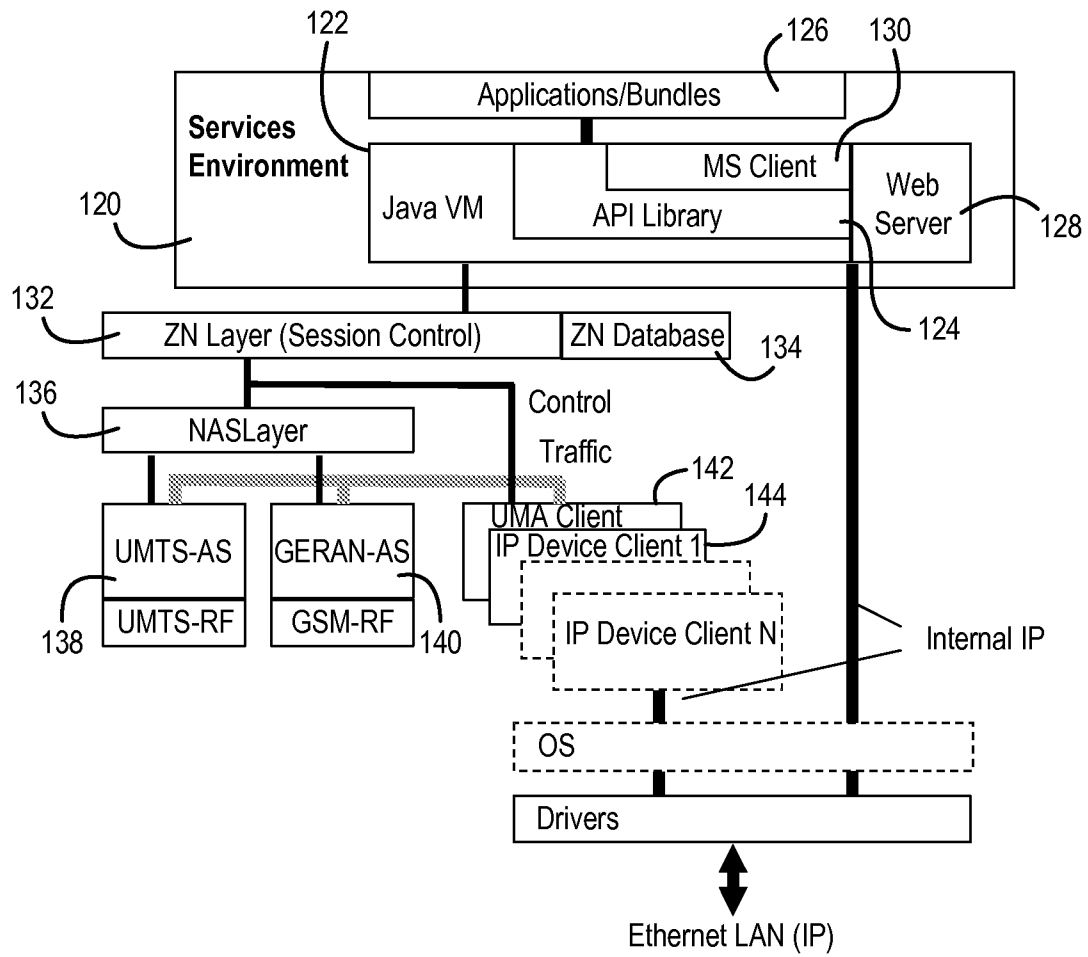 122
126
130
Applications/Bundles
Services
Environment
MS Client
Java VM
API Library
Web
Server
120
128
132
124
ZN Layer (Session Control)
ZN Database
134
136
Control
NASLayer
Traffic
142
144
UMA Client
UMTS-AS
GERAN-AS
IP Device Client 1
UMTS-RF
GSM-RF
138
140
IP Device Client N
Internal IP
OS
Drivers
Ethernet LAN (IP)